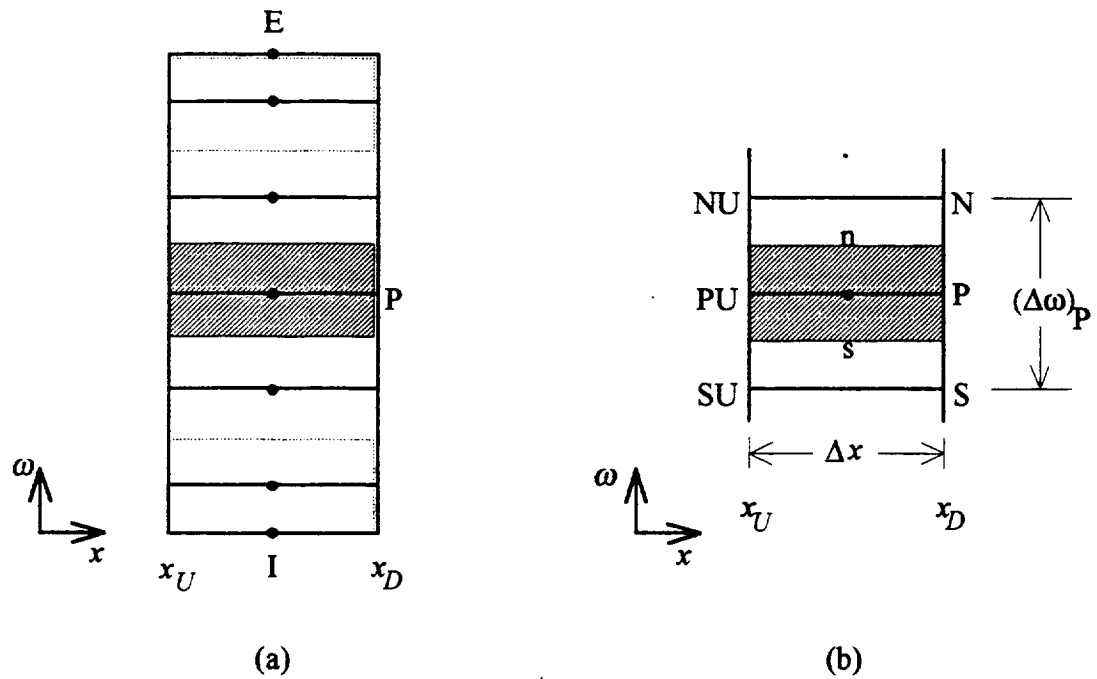 E
P
I
ω
x
x_U
x_D
(a)
NU
N
n
PU
P
(Δω)_P
s
SU
S
Δx
ω
x
x_U
x_D
(b)